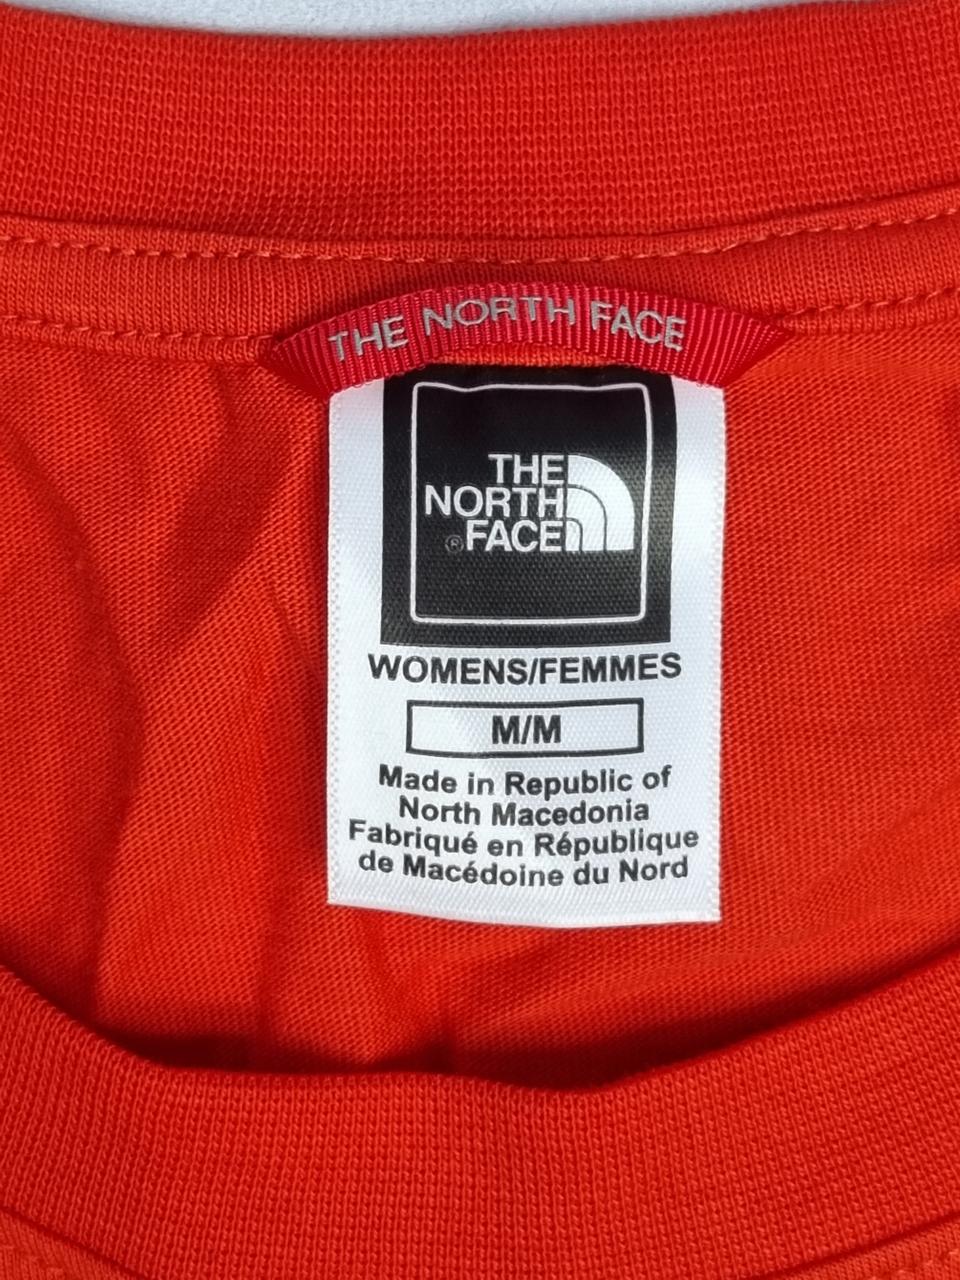 THE NORTH FACE
THE
NORTH
®FACE
WOMENS/FEMMES
M/M
Made in Republic of
North Macedonia
Fabriqué en République
de Macédoine du Nord